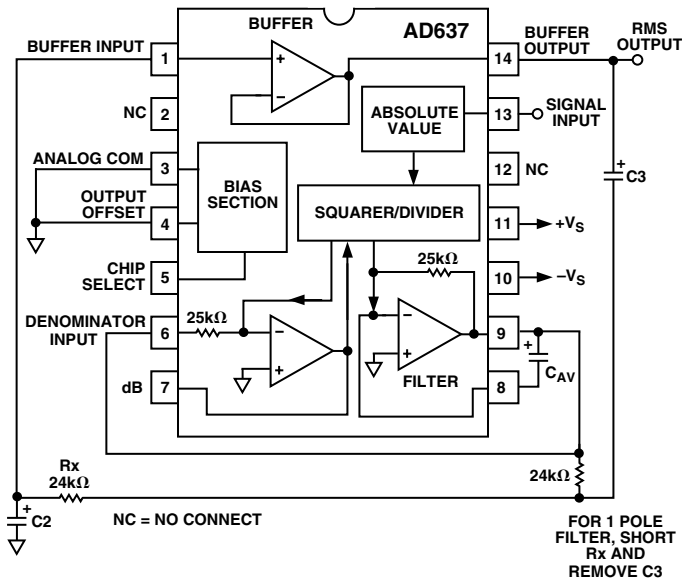 BUFFER
AD637
BUFFER
OUTPUT
RMS
OUTPUT
BUFFER INPUT
1
+
−
14
NC
2
ABSOLUTE
VALUE
13
SIGNAL
INPUT
ANALOG COM
3
BIAS
SECTION
12
NC
+
C3
OUTPUT
OFFSET
4
SQUARER/DIVIDER
11
+VS
CHIP
SELECT
5
25kΩ
10
−VS
DENOMINATOR
INPUT
6
25kΩ
−
+
−
+
9
+
CAV
dB
7
FILTER
8
Rx
24kΩ
24kΩ
+
C2
NC = NO CONNECT
FOR 1 POLE
FILTER, SHORT
Rx AND
REMOVE C3